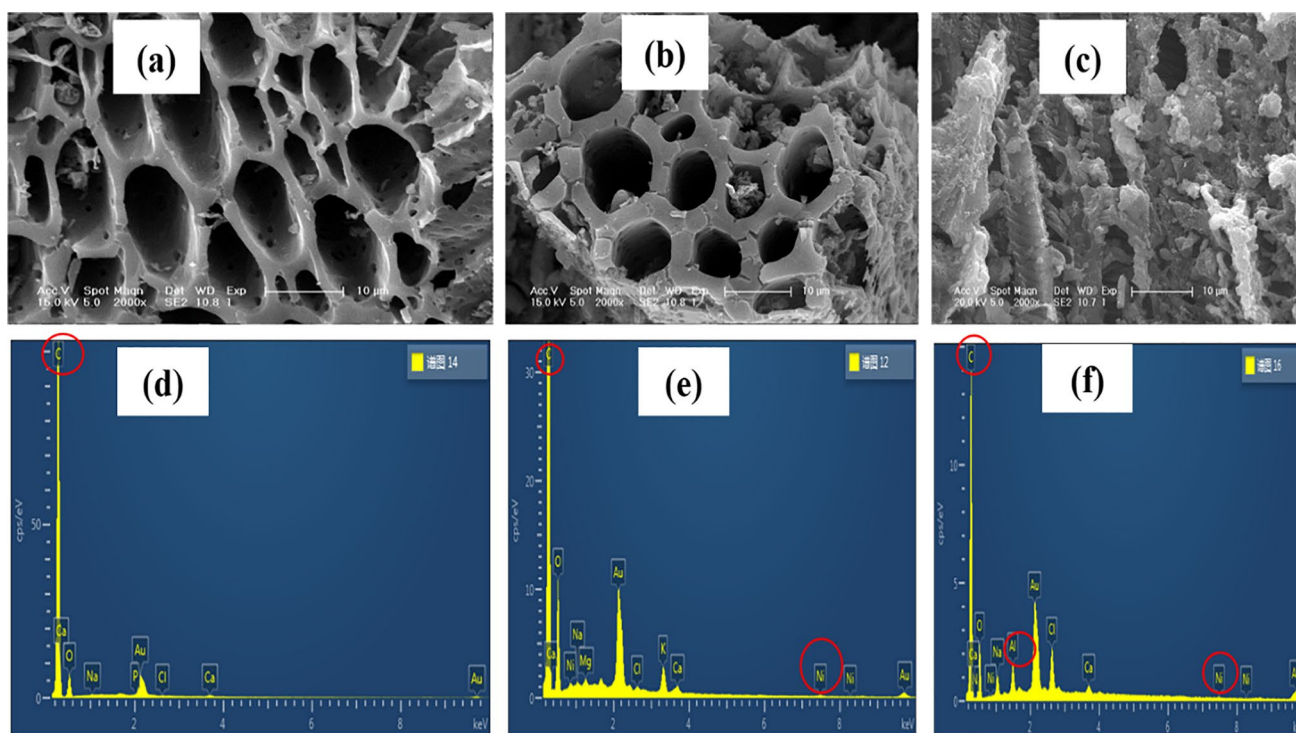 (a)
Acc.V Spot Magn Det WD Exp 10 µm
15.0 kV 5.0 2000x SE2 10.8 1
(b)
Acc.V Spot Magn Det WD Exp 10 µm
15.0 kV 5.0 2000x SE2 10.8 1
(c)
Acc.V Spot Magn Det WD Exp 10 µm
20.0 kV 5.0 2000x SE2 10.7 1
(d)
谱图 14
C
Ca
O
Na
P
Au
Cl
Ca
Au
cps/eV
50
0
2
4
6
8
keV
(e)
谱图 12
C
O
Ca
Ni
Na
Mg
Au
Cl
K
Ca
Ni
Ni
Au
cps/eV
30
20
10
0
2
4
6
8
keV
(f)
谱图 16
C
O
Ca
N
Ni
Na
Al
Au
Cl
Ca
Ni
Ni
cps/eV
10
5
0
2
4
6
8